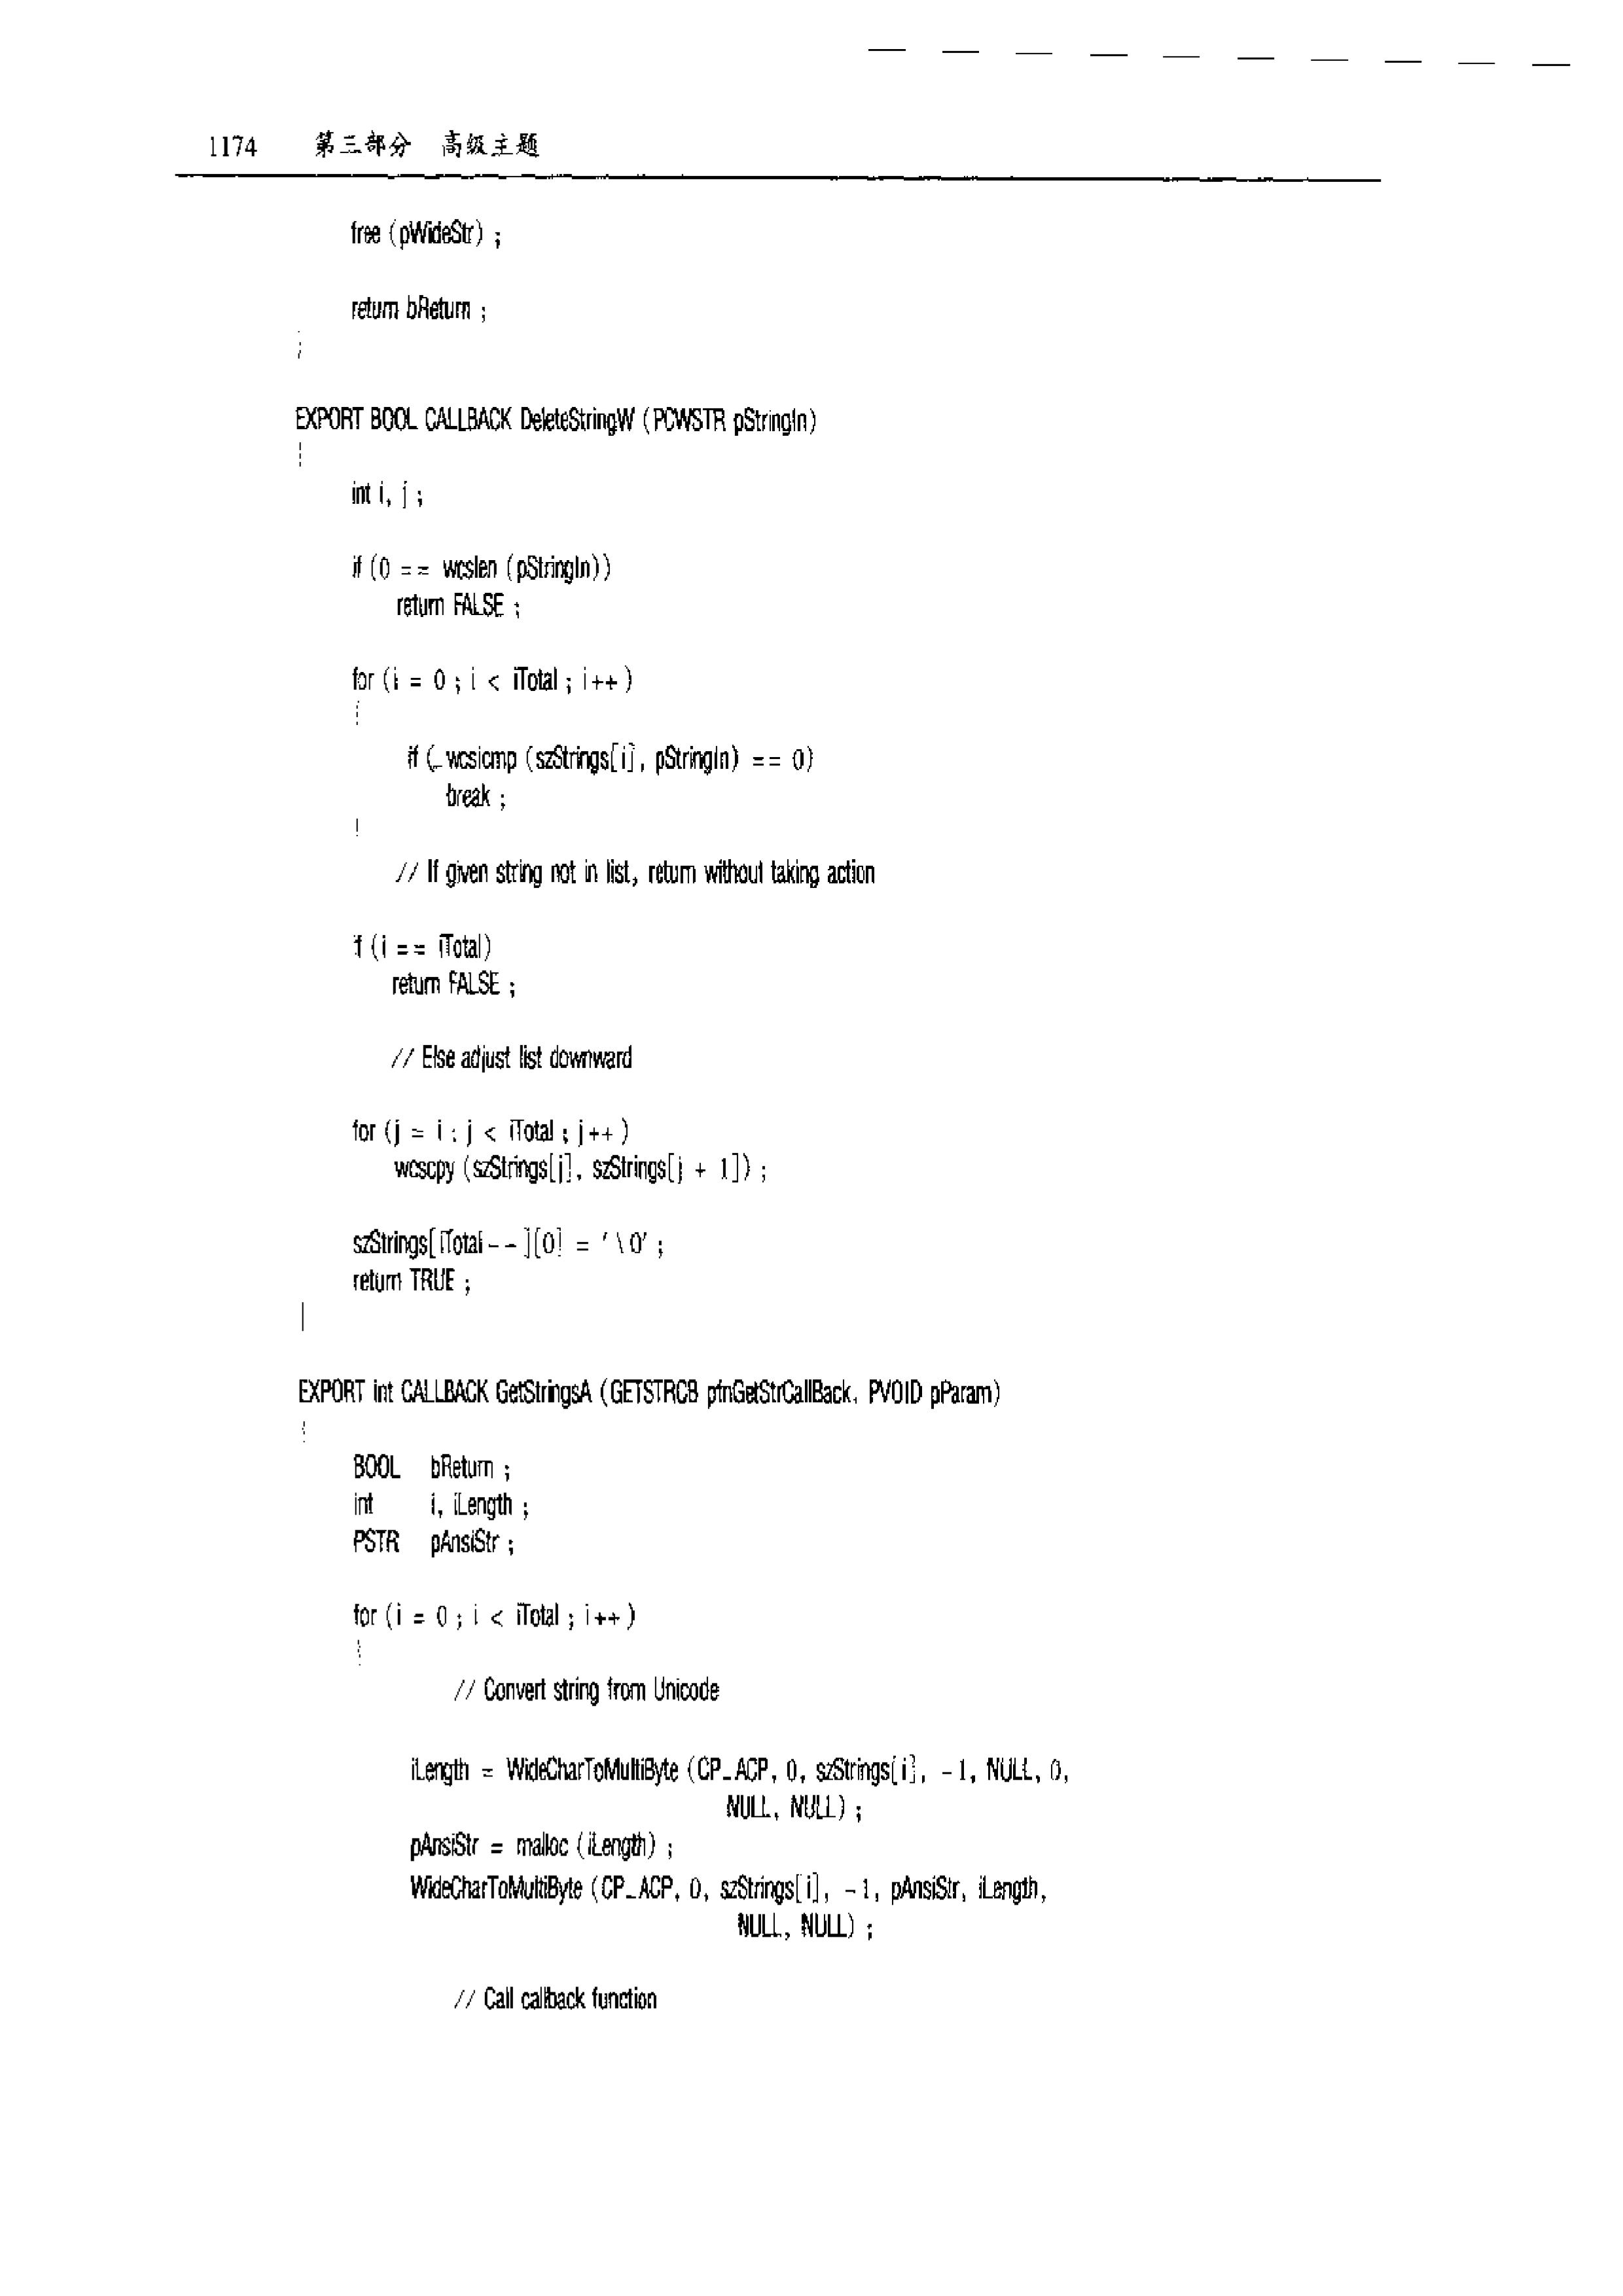 1174 第三部分 高级主题
free (pWideStr) ;
return bReturn ;
}
EXPORT BOOL CALLBACK DeleteStringW (PCWSTR pStringIn)
{
int i, j ;
if (0 == wcslen (pStringIn))
return FALSE ;
for (i = 0 ; i < iTotal ; i++ )
{
if (_wcsicmp (szStrings[i], pStringIn) == 0)
break ;
}
// If given string not in list, return without taking action
if (i == iTotal)
return FALSE ;
// Else adjust list downward
for (j = i ; j < iTotal ; j++ )
wcscpy (szStrings[j], szStrings[j + 1]) ;
szStrings[iTotal--][0] = '\0' ;
return TRUE ;
}
EXPORT int CALLBACK GetStringsA (GETSTRCB pfnGetStrCallBack, PVOID pParam)
{
BOOL bReturn ;
int i, iLength ;
PSTR pAnsiStr ;
for (i = 0 ; i < iTotal ; i++ )
{
// Convert string from Unicode
iLength = WideCharToMultiByte (CP_ACP, 0, szStrings[i], -1, NULL, 0,
NULL, NULL) ;
pAnsiStr = malloc (iLength) ;
WideCharToMultiByte (CP_ACP, 0, szStrings[i], -1, pAnsiStr, iLength,
NULL, NULL) ;
// Call callback function